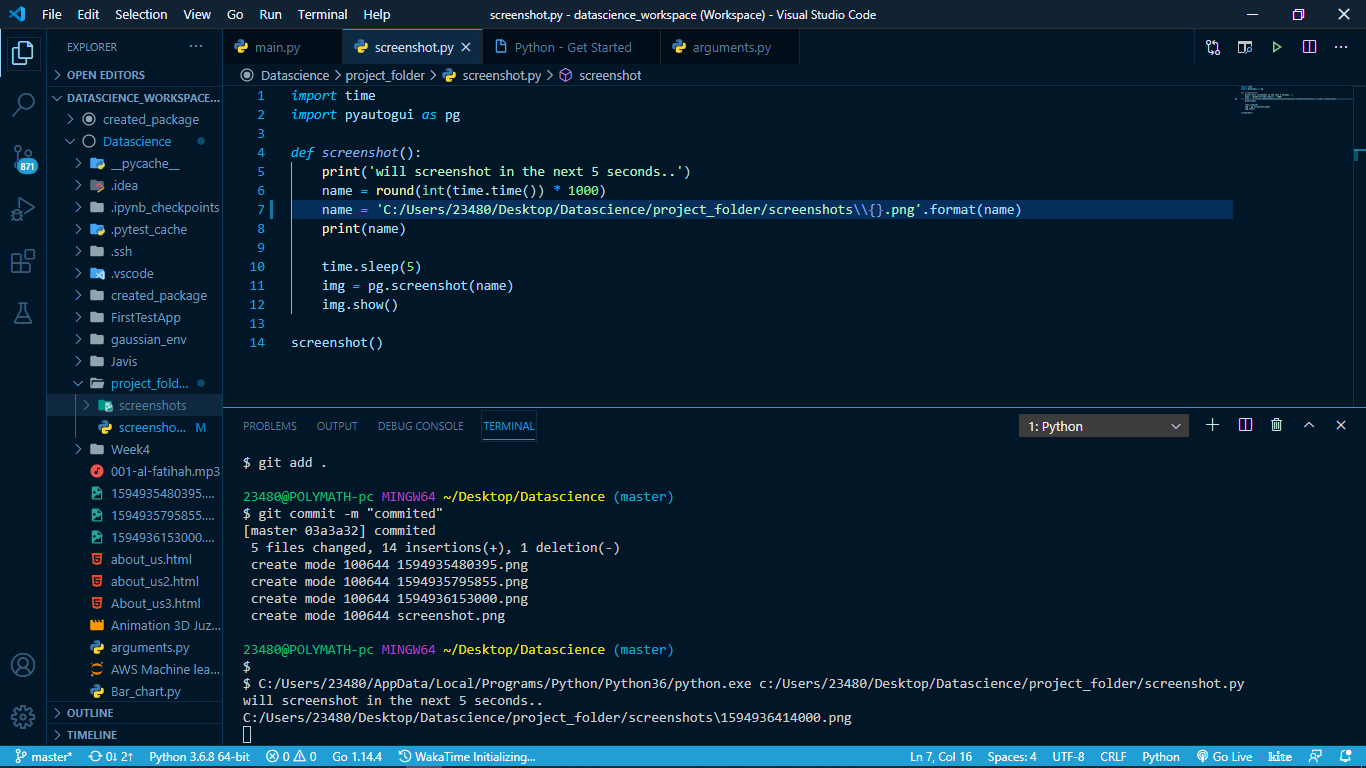 File Edit Selection View Go Run Terminal Help screenshot.py - datascience_workspace (Workspace) - Visual Studio Code
EXPLORER ··· main.py screenshot.py Python - Get Started arguments.py ···
OPEN EDITORS
Datascience > project_folder > screenshot.py > screenshot
DATASCIENCE_WORKSPACE...
created_package
Datascience
__pycache__
.idea
.ipynb_checkpoints
.pytest_cache
.ssh
.vscode
created_package
FirstTestApp
gaussian_env
Javis
project_fold...
screenshots
screensho... M
Week4
001-al-fatihah.mp3
1594935480395....
1594935795855....
1594936153000....
about_us.html
about_us2.html
About_us3.html
Animation 3D Juz...
arguments.py
AWS Machine lea...
Bar_chart.py
OUTLINE
TIMELINE
871
1 import time
2 import pyautogui as pg
3
4 def screenshot():
5 print('will screenshot in the next 5 seconds..')
6 name = round(int(time.time()) * 1000)
7 name = 'C:/Users/23480/Desktop/Datascience/project_folder/screenshots\\{}.png'.format(name)
8 print(name)
9
10 time.sleep(5)
11 img = pg.screenshot(name)
12 img.show()
13
14 screenshot()
PROBLEMS OUTPUT DEBUG CONSOLE TERMINAL 1: Python
$ git add .
23480@POLYMATH-pc MINGW64 ~/Desktop/Datascience (master)
$ git commit -m "commited"
[master 03a3a32] commited
5 files changed, 14 insertions(+), 1 deletion(-)
create mode 100644 1594935480395.png
create mode 100644 1594935795855.png
create mode 100644 1594936153000.png
create mode 100644 screenshot.png
23480@POLYMATH-pc MINGW64 ~/Desktop/Datascience (master)
$
$ C:/Users/23480/AppData/Local/Programs/Python/Python36/python.exe c:/Users/23480/Desktop/Datascience/project_folder/screenshot.py
will screenshot in the next 5 seconds..
C:/Users/23480/Desktop/Datascience/project_folder/screenshots\1594936414000.png
master* 0↓ 2↑ Python 3.6.8 64-bit 0 0 Go 1.14.4 WakaTime Initializing... Ln 7, Col 16 Spaces: 4 UTF-8 CRLF Python Go Live kite